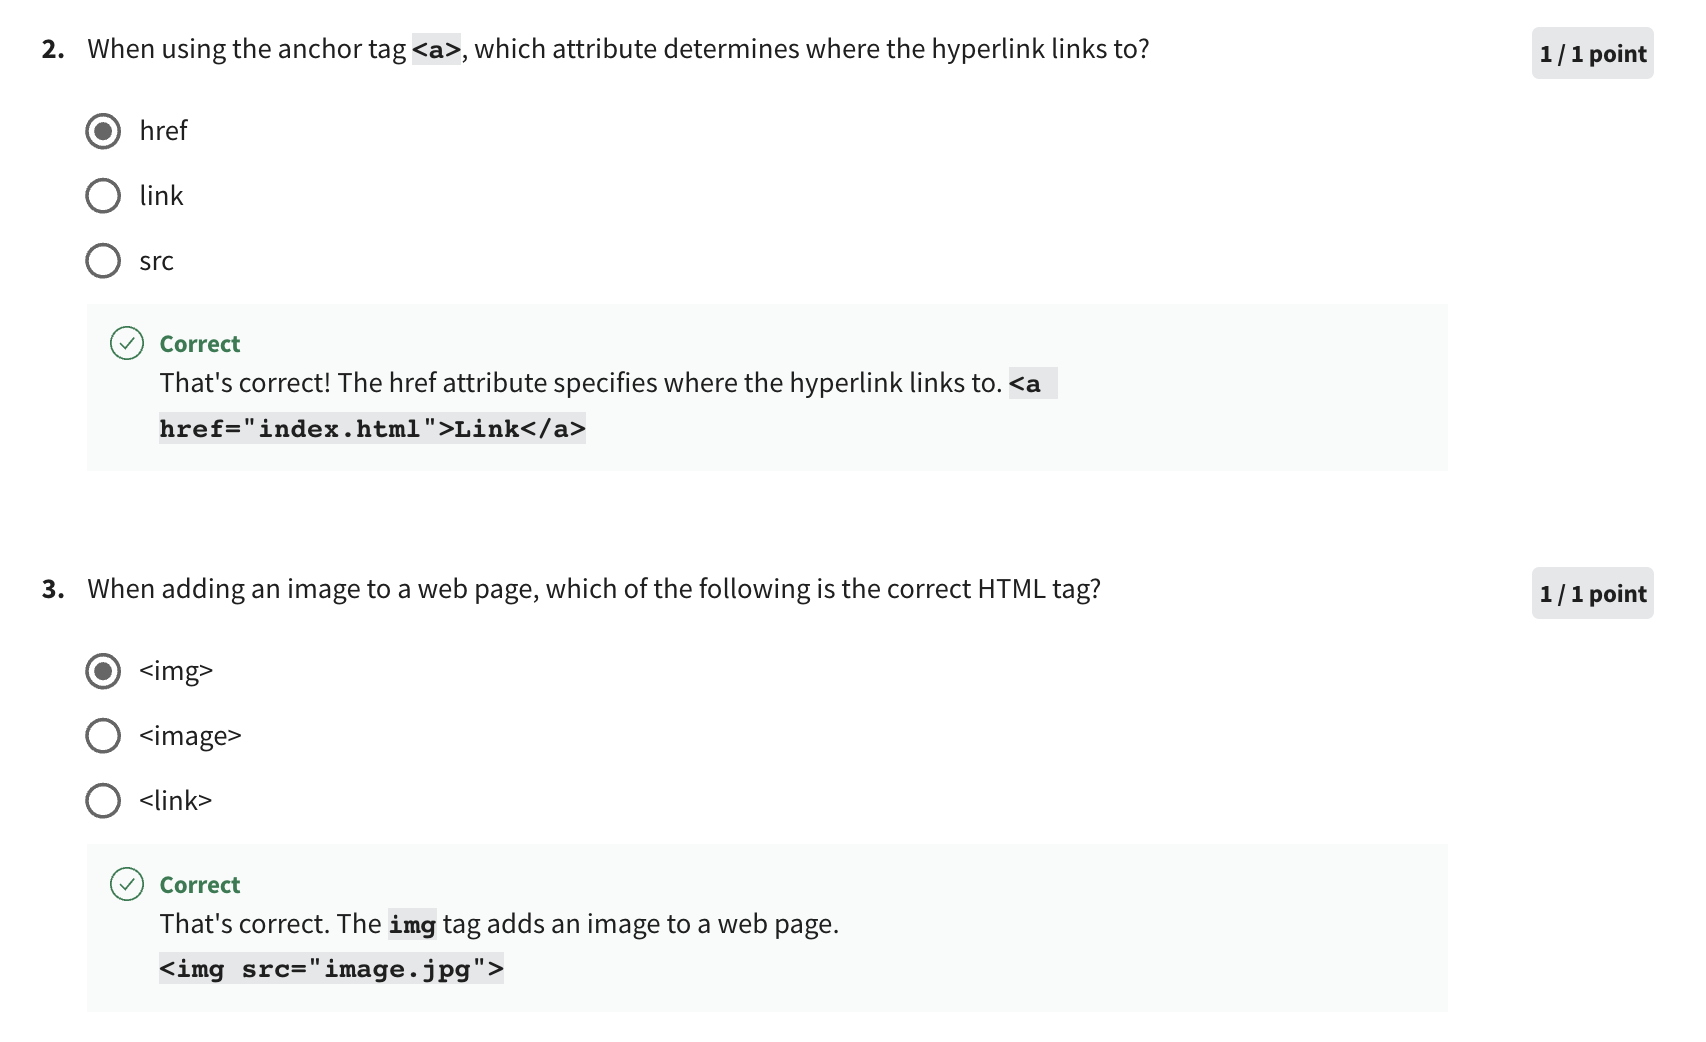 2. When using the anchor tag <a>, which attribute determines where the hyperlink links to?
1 / 1 point
href
link
src
Correct
That's correct! The href attribute specifies where the hyperlink links to. <a
href="index.html">Link</a>
3. When adding an image to a web page, which of the following is the correct HTML tag?
1 / 1 point
<img>
<image>
<link>
Correct
That's correct. The img tag adds an image to a web page.
<img src="image.jpg">